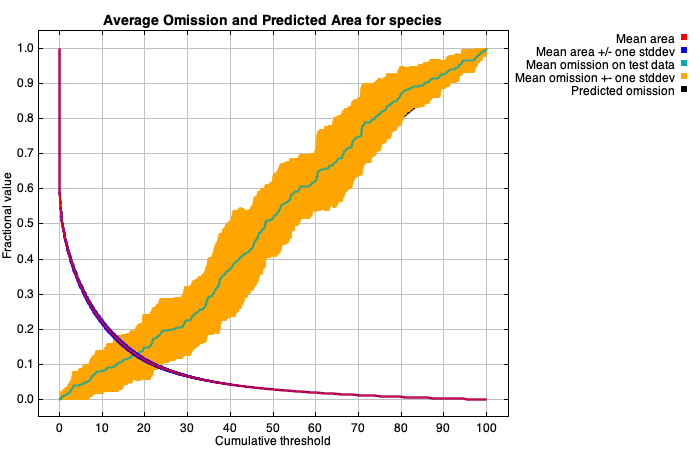 Average Omission and Predicted Area for species
Mean area
Mean area +/- one stddev
Mean omission on test data
Mean omission +- one stddev
Predicted omission
Fractional value
1.0
0.9
0.8
0.7
0.6
0.5
0.4
0.3
0.2
0.1
0.0
0 10 20 30 40 50 60 70 80 90 100
Cumulative threshold